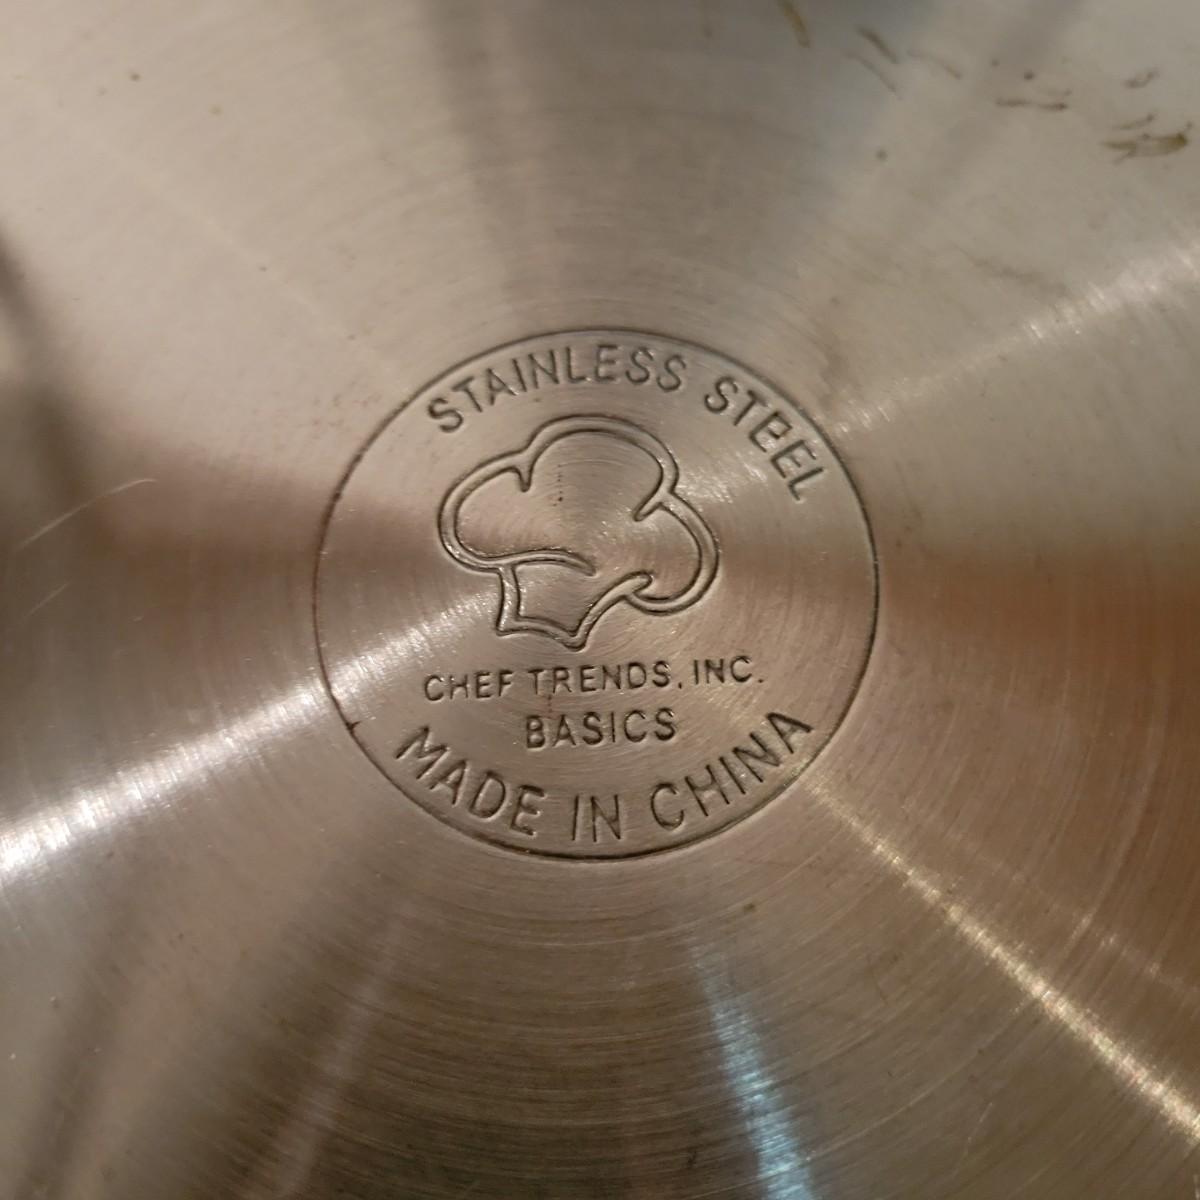 STAINLESS STEEL
CHEF TRENDS, INC.
BASICS
MADE IN CHINA